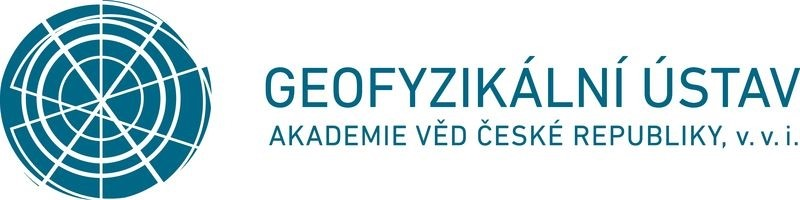 GEOFYZIKÁLNÍ ÚSTAV
AKADEMIE VĚD ČESKÉ REPUBLIKY, v. v. i.